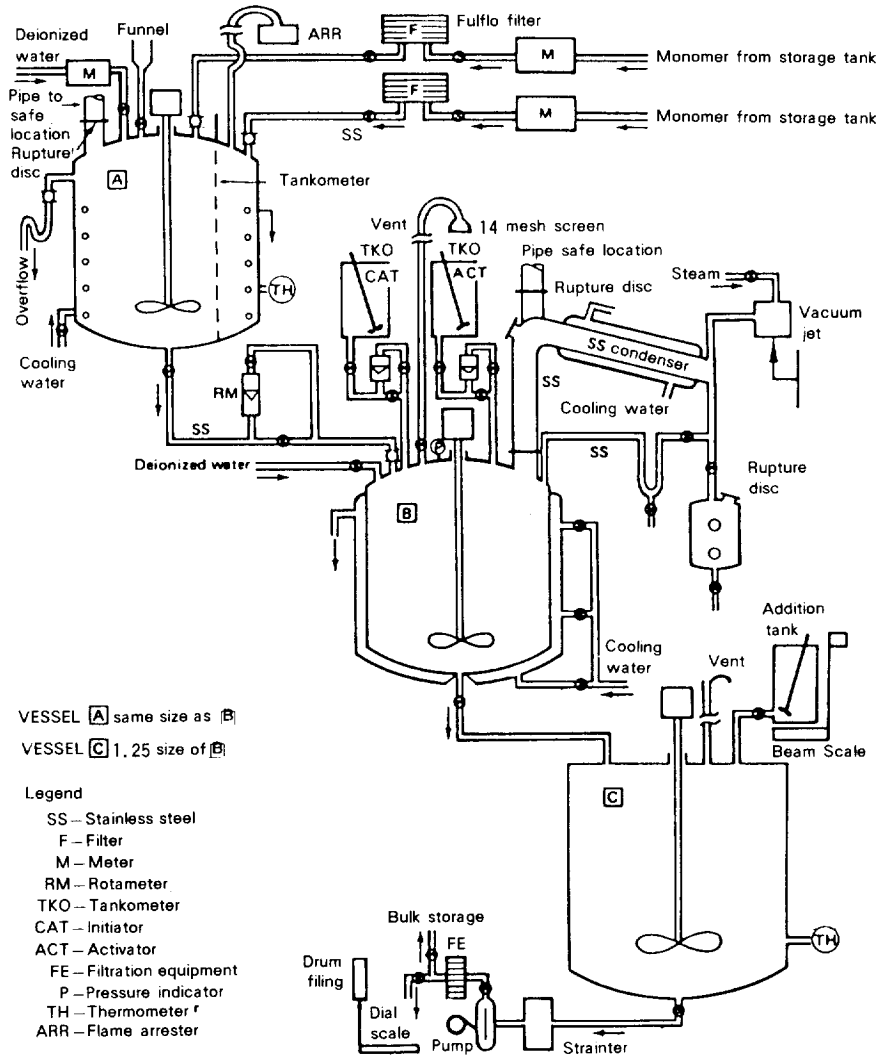 Deionized
water
Funnel
ARR
Fulflo filter
M
F
M
Monomer from storage tank
F
M
Monomer from storage tank
SS
Pipe to
safe
location
Rupture
disc
A
Tankometer
Overflow
TH
Cooling
water
Vent
14 mesh screen
TKO
CAT
TKO
ACT
Pipe safe location
Rupture disc
Steam
Vacuum
jet
SS condenser
SS
Cooling water
RM
SS
SS
Deionized water
P
B
Rupture
disc
Cooling
water
Addition
tank
Vent
Beam Scale
C
TH
VESSEL A same size as B
VESSEL C 1.25 size of B
Legend
SS – Stainless steel
F – Filter
M – Meter
RM – Rotameter
TKO – Tankometer
CAT – Initiator
ACT – Activator
FE – Filtration equipment
P – Pressure indicator
TH – Thermometer
ARR – Flame arrester
Bulk storage
FE
Drum
filing
Dial
scale
Pump
Strainter